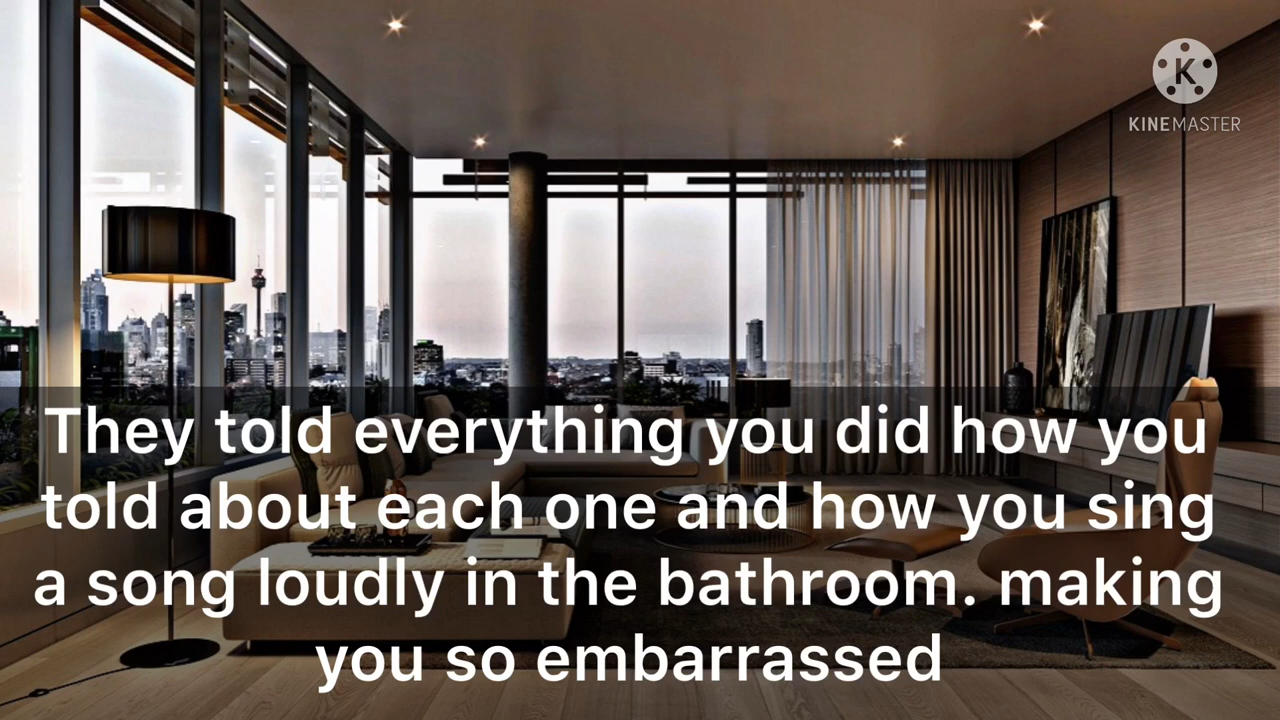 K
KINEMASTER
They told everything you did how you
told about each one and how you sing
a song loudly in the bathroom. making
you so embarrassed